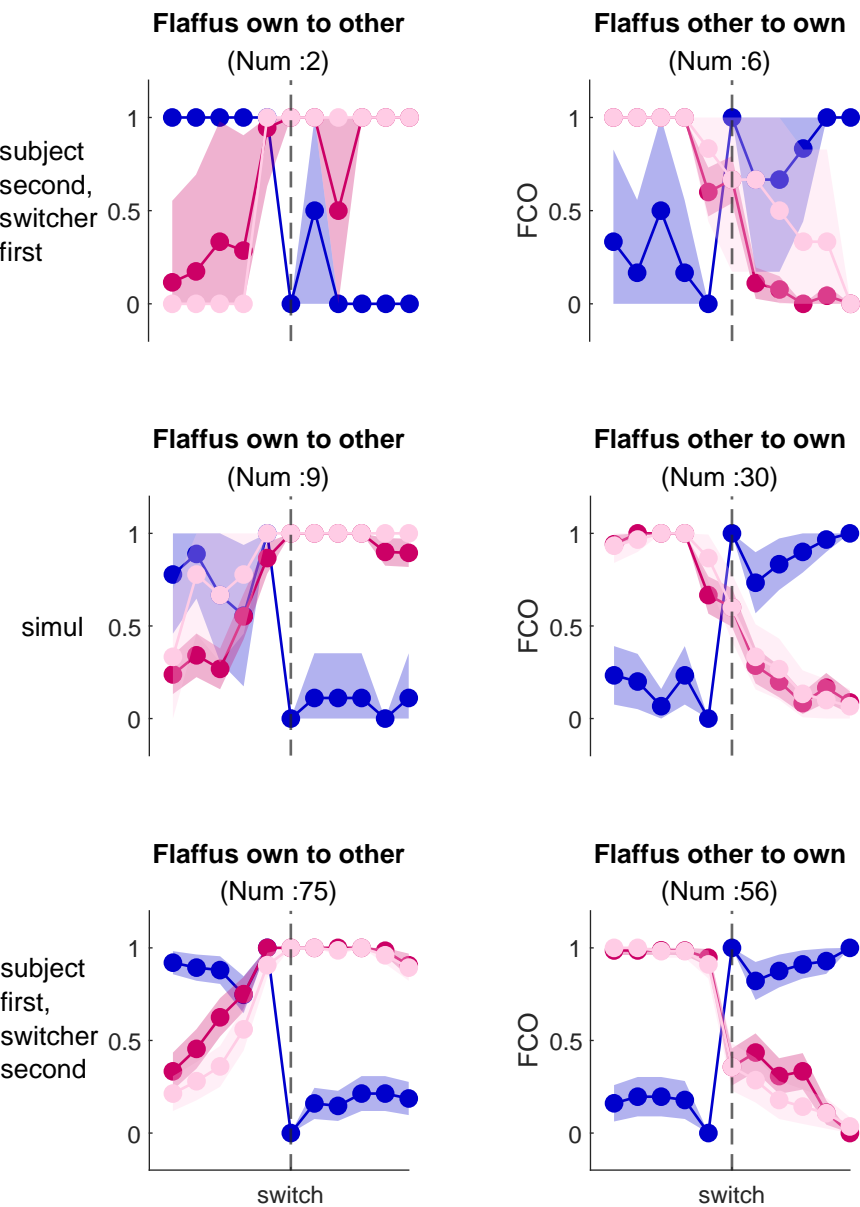 Flaffus own to other
(Num :2)
Flaffus other to own
(Num :6)
subject
second,
switcher
first
1
0.5
0
FCO
1
0.5
0
Flaffus own to other
(Num :9)
Flaffus other to own
(Num :30)
simul
1
0.5
0
FCO
1
0.5
0
Flaffus own to other
(Num :75)
Flaffus other to own
(Num :56)
subject
first,
switcher
second
1
0.5
0
FCO
1
0.5
0
switch
switch